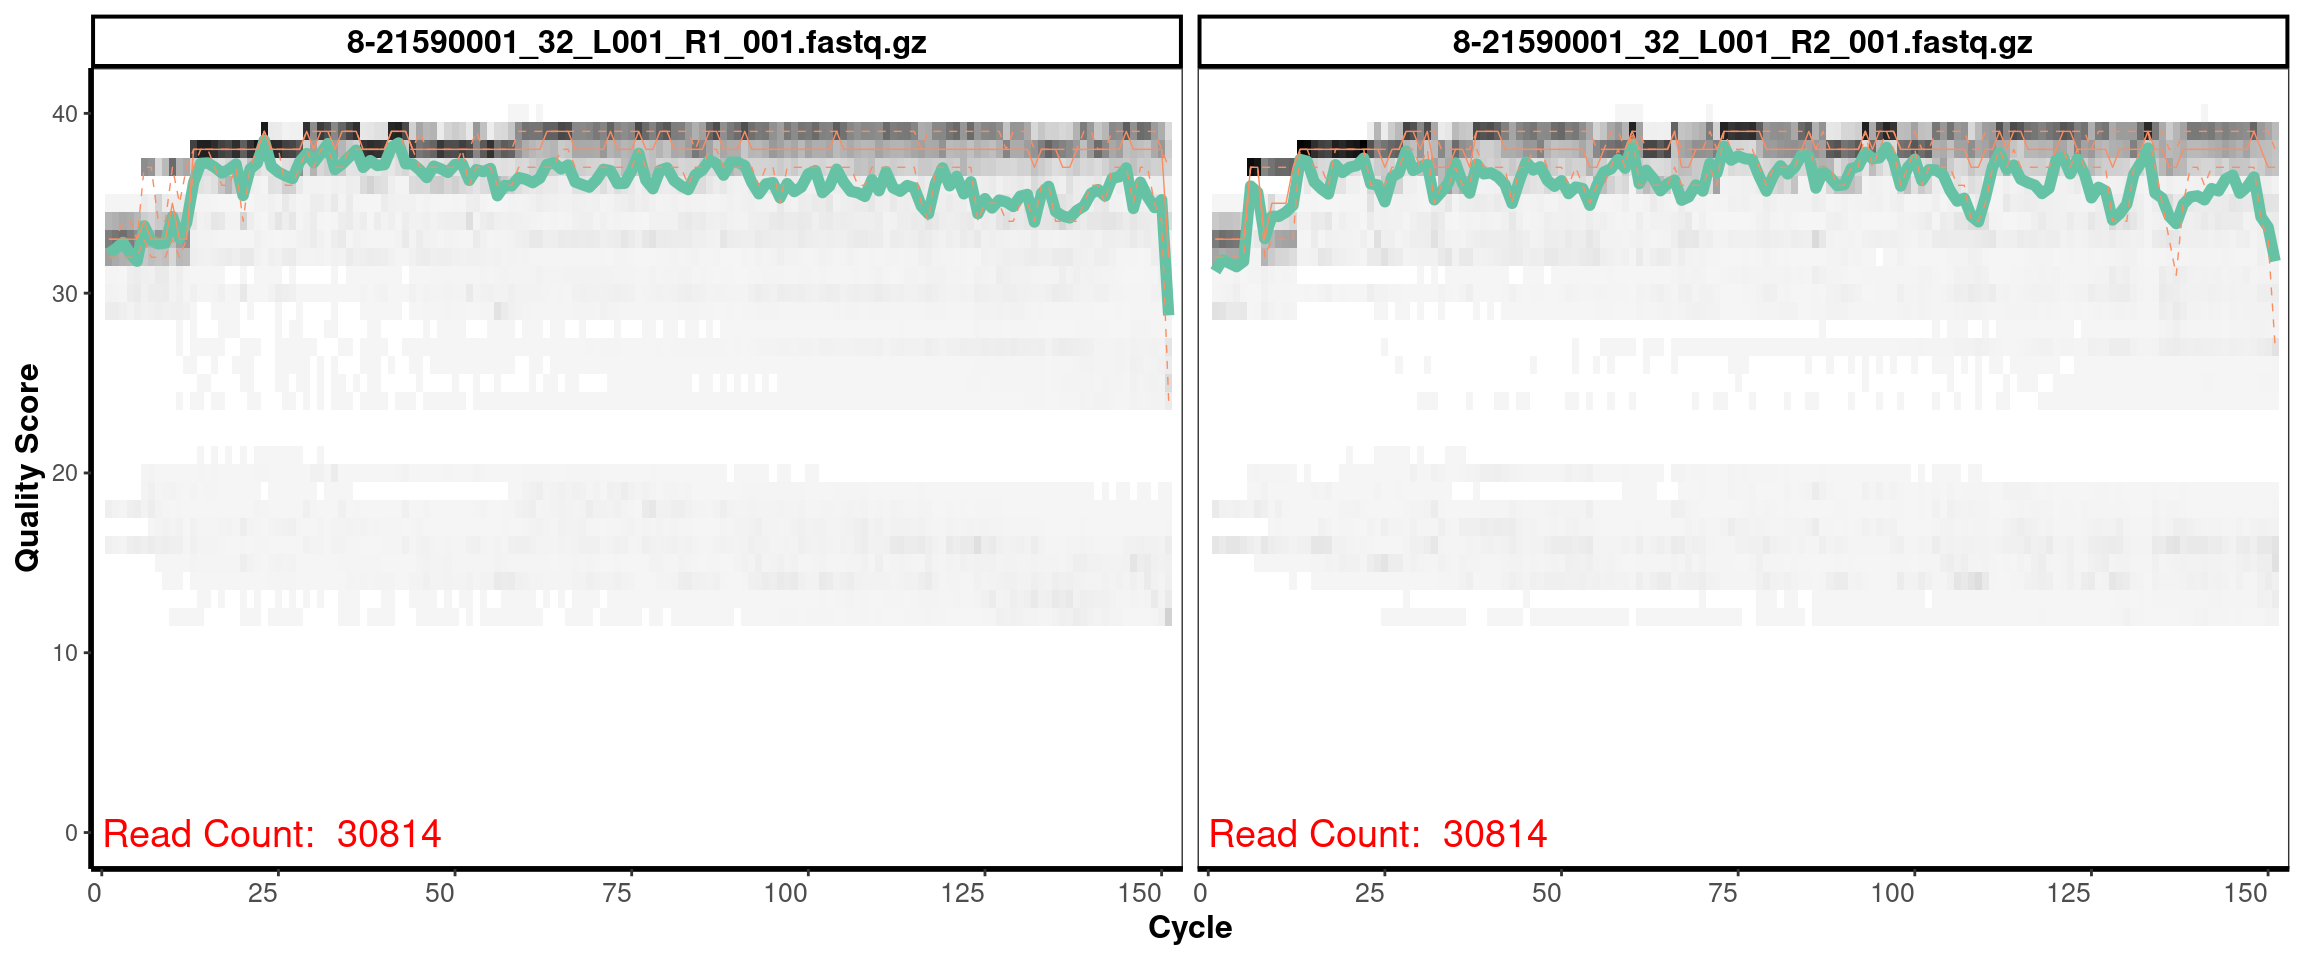 8-21590001_32_L001_R1_001.fastq.gz
8-21590001_32_L001_R2_001.fastq.gz
Quality Score
40
30
20
10
0
Read Count: 30814
Read Count: 30814
0 25 50 75 100 125 150
0 25 50 75 100 125 150
Cycle